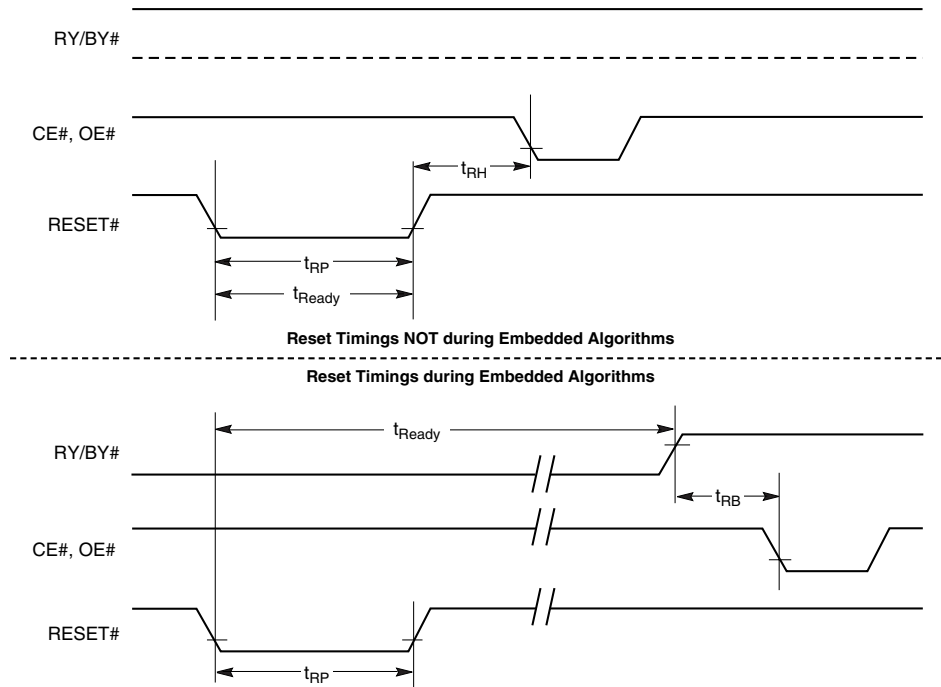 RY/BY#
CE#, OE#
tRH
RESET#
tRP
tReady
Reset Timings NOT during Embedded Algorithms
Reset Timings during Embedded Algorithms
tReady
RY/BY#
tRB
CE#, OE#
RESET#
tRP